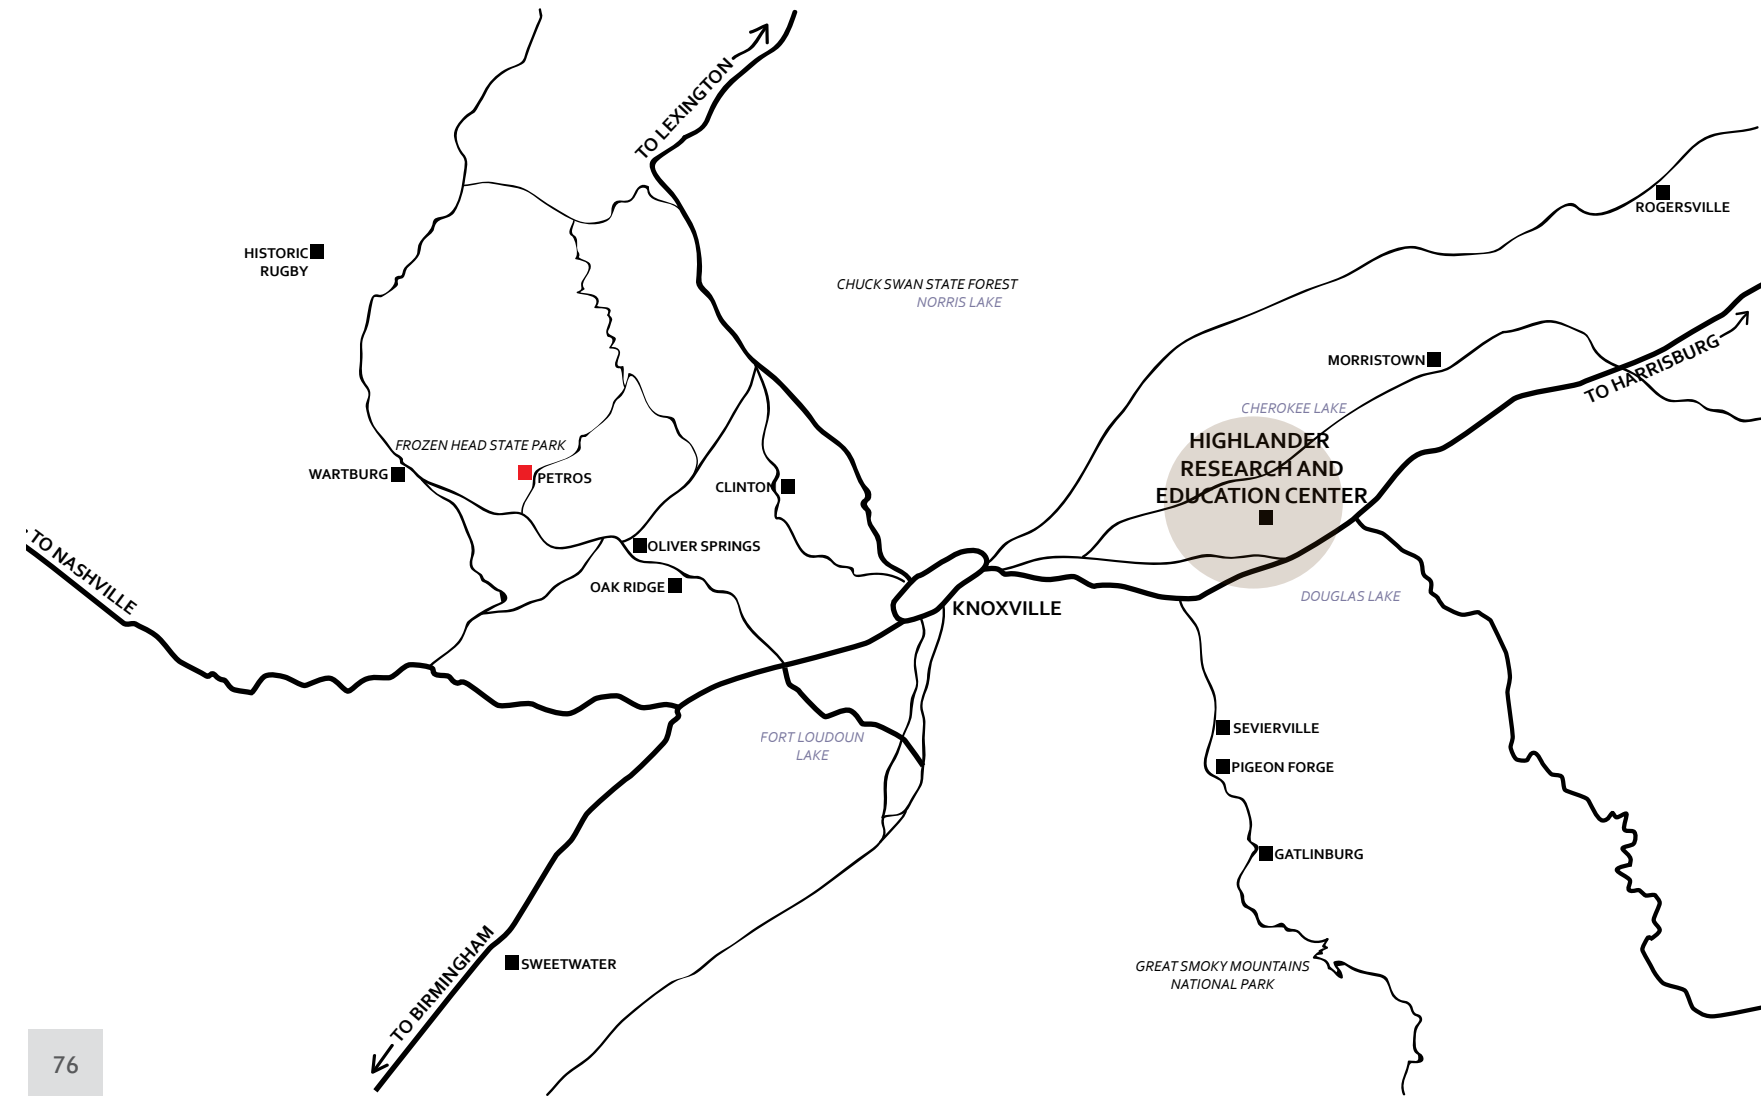 TO LEXINGTON
ROGERSVILLE
HISTORIC
RUGBY
CHUCK SWAN STATE FOREST
NORRIS LAKE
MORRISTOWN
TO HARRISBURG
CHEROKEE LAKE
HIGHLANDER
RESEARCH AND
EDUCATION CENTER
FROZEN HEAD STATE PARK
WARTBURG
PETROS
CLINTON
OLIVER SPRINGS
OAK RIDGE
TO NASHVILLE
KNOXVILLE
DOUGLAS LAKE
SEVIERVILLE
FORT LOUDOUN
LAKE
PIGEON FORGE
GATLINBURG
SWEETWATER
TO BIRMINGHAM
GREAT SMOKY MOUNTAINS
NATIONAL PARK
76